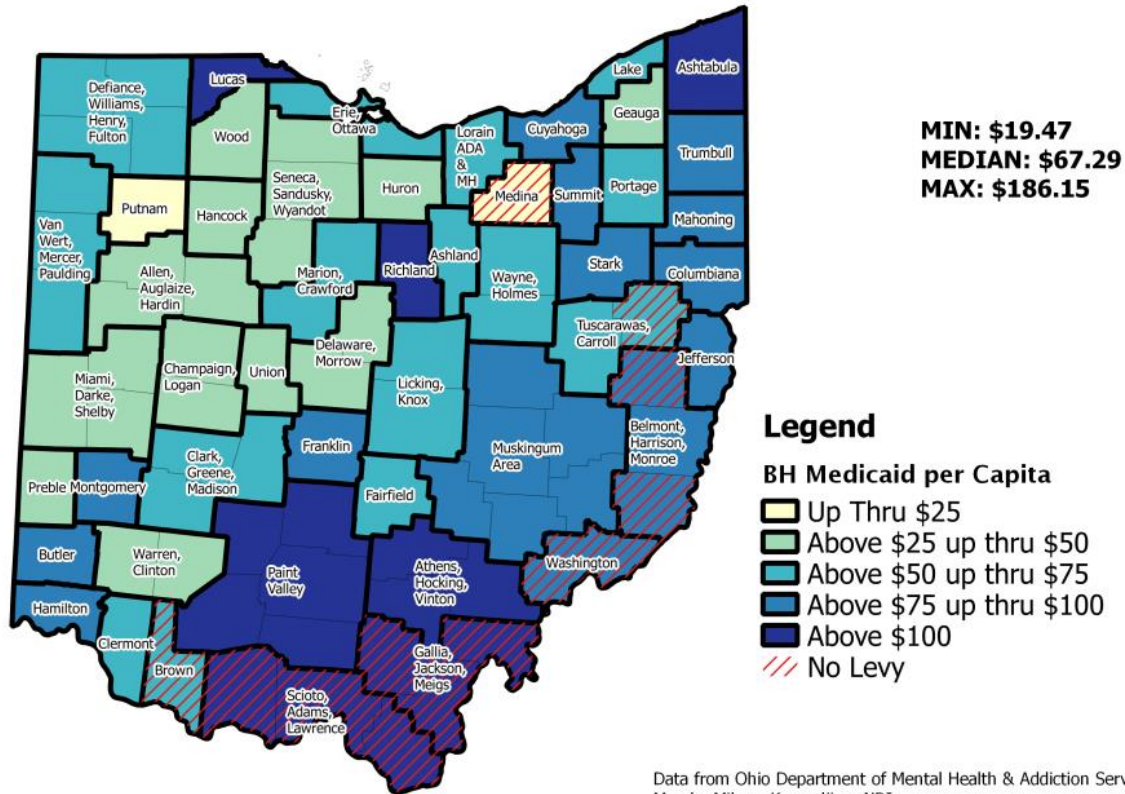 Lucas
Ashtabula
Lake
Defiance,
Williams,
Henry,
Fulton
Erie,
Ottawa
Wood
Lorain
ADA
&
MH
Cuyahoga
Geauga
Trumbull
MIN: $19.47
MEDIAN: $67.29
MAX: $186.15
Seneca,
Sandusky,
Wyandot
Huron
Medina
Summit
Portage
Putnam
Hancock
Mahoning
Van
Wert,
Mercer,
Paulding
Allen,
Auglaize,
Hardin
Marion,
Crawford
Richland
Ashland
Wayne,
Holmes
Stark
Columbiana
Tuscarawas,
Carroll
Jefferson
Miami,
Darke,
Shelby
Champaign,
Logan
Union
Delaware,
Morrow
Licking,
Knox
Muskingum
Area
Belmont,
Harrison,
Monroe
Franklin
Clark,
Greene,
Madison
Preble
Montgomery
Fairfield
Butler
Warren,
Clinton
Paint
Valley
Athens,
Hocking,
Vinton
Washington
Hamilton
Clermont
Brown
Gallia,
Jackson,
Meigs
Scioto,
Adams,
Lawrence
Legend
BH Medicaid per Capita
Up Thru $25
Above $25 up thru $50
Above $50 up thru $75
Above $75 up thru $100
Above $100
No Levy
Data from Ohio Department of Mental Health & Addiction Serv